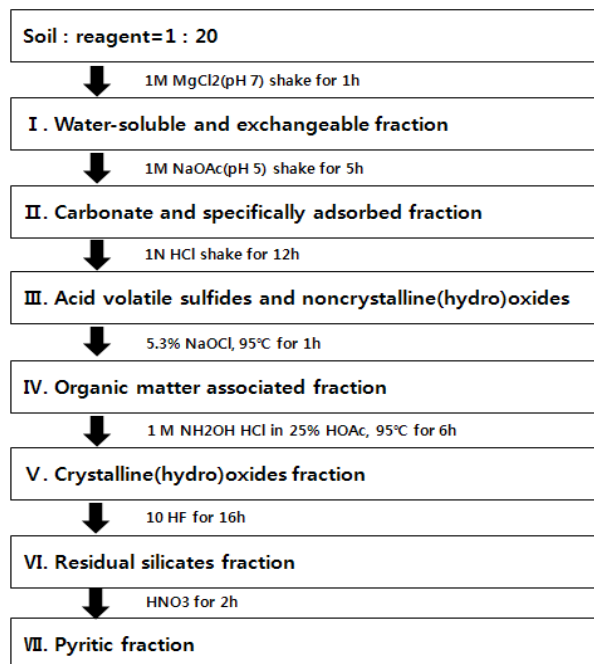 Soil : reagent=1 : 20
1M MgCl2(pH 7) shake for 1h
Ⅰ. Water-soluble and exchangeable fraction
1M NaOAc(pH 5) shake for 5h
Ⅱ. Carbonate and specifically adsorbed fraction
1N HCl shake for 12h
Ⅲ. Acid volatile sulfides and noncrystalline(hydro)oxides
5.3% NaOCl, 95℃ for 1h
Ⅳ. Organic matter associated fraction
1 M NH2OH HCl in 25% HOAc, 95℃ for 6h
Ⅴ. Crystalline(hydro)oxides fraction
10 HF for 16h
Ⅵ. Residual silicates fraction
HNO3 for 2h
Ⅶ. Pyritic fraction